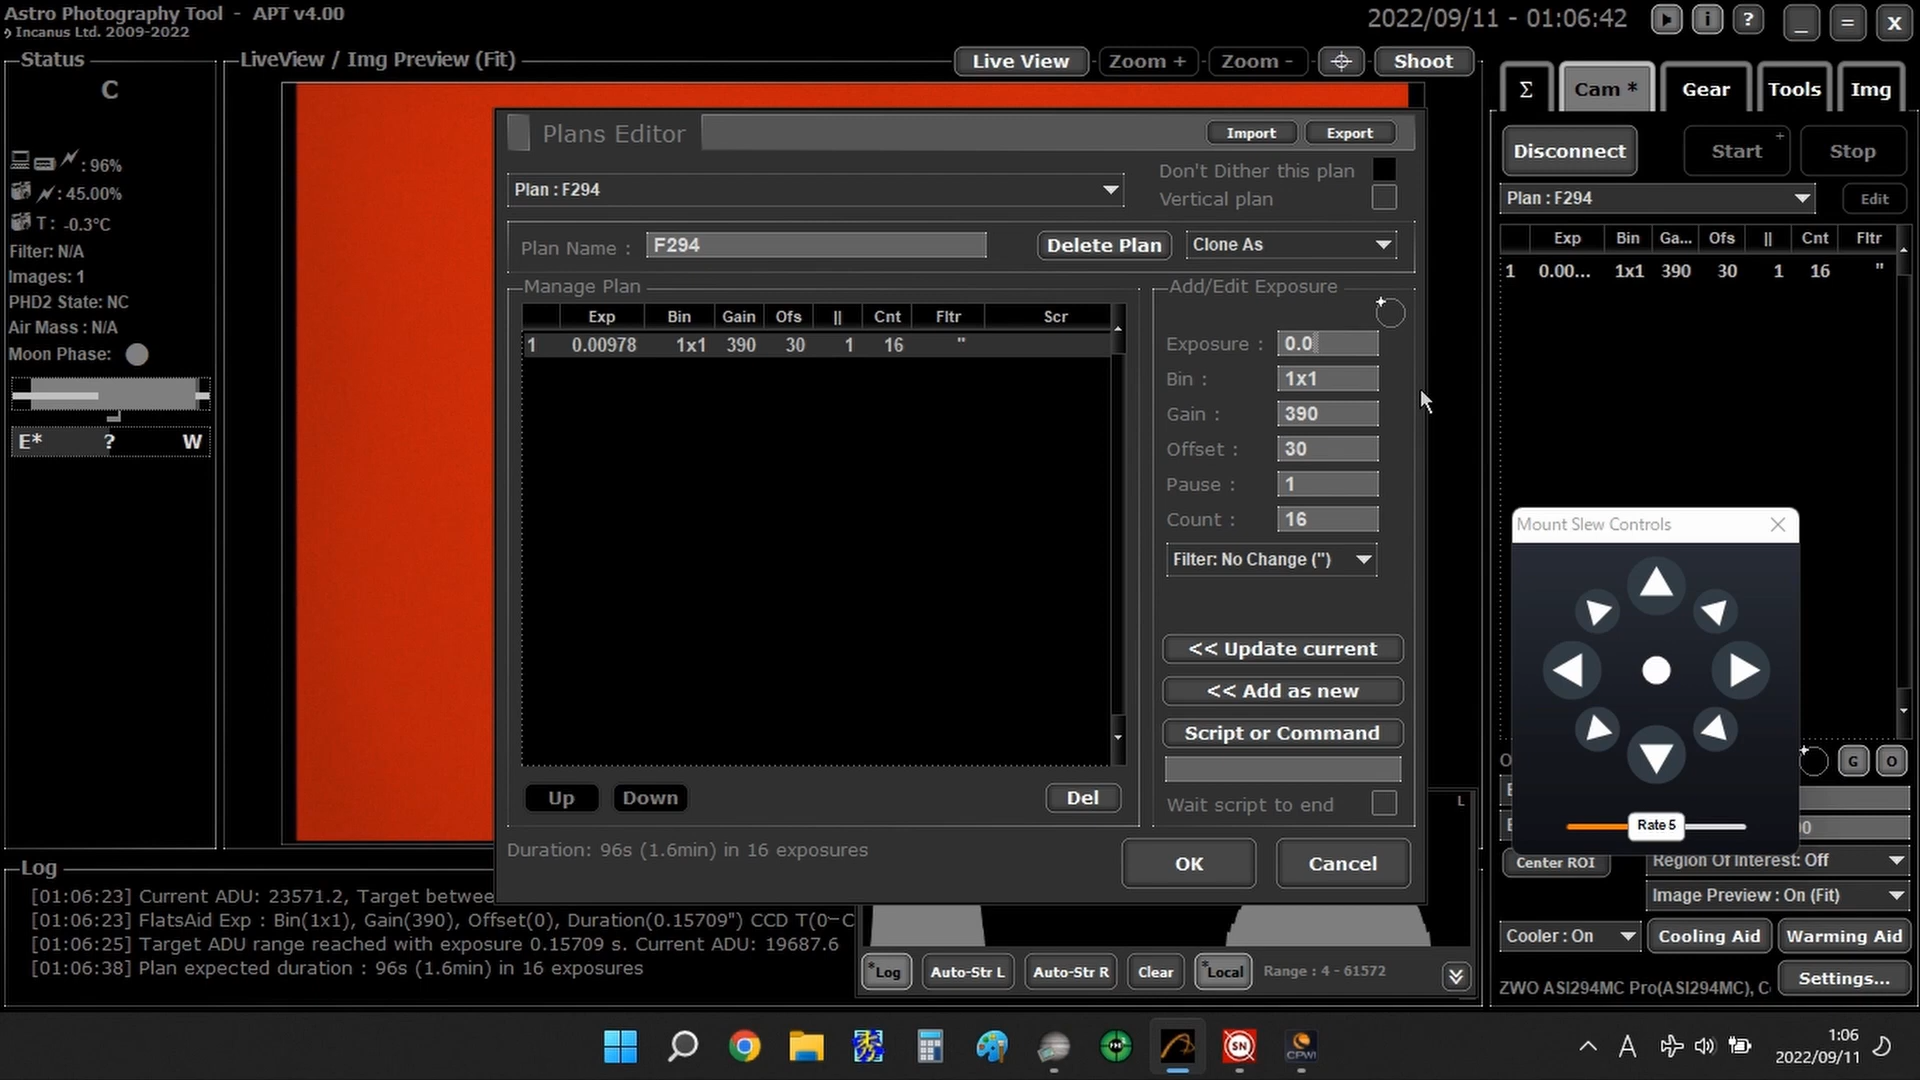 Astro Photography Tool - APT v4.00
Incanus Ltd. 2009-2022
2022/09/11 - 01:06:42
i
?
_
=
X
Status
LiveView / Img Preview (Fit)
Live View
Zoom +
Zoom -
Shoot
C
: 96%
: 45.00%
T : -0.3°C
Filter: N/A
Images: 1
PHD2 State: NC
Air Mass : N/A
Moon Phase:
E* ? W
Plans Editor
Import
Export
Plan : F294
Don't Dither this plan
Vertical plan
Plan Name :
F294
Delete Plan
Clone As
Manage Plan
Exp Bin Gain Ofs || Cnt Fltr Scr
1 0.00978 1x1 390 30 1 16 "
Up
Down
Del
Duration: 96s (1.6min) in 16 exposures
Add/Edit Exposure
Exposure : 0.0
Bin : 1x1
Gain : 390
Offset : 30
Pause : 1
Count : 16
Filter: No Change (")
<< Update current
<< Add as new
Script or Command
Wait script to end
OK
Cancel
Σ
Cam *
Gear
Tools
Img
Disconnect
Start +
Stop
Plan : F294
Edit
Exp Bin Ga... Ofs || Cnt Fltr
1 0.00... 1x1 390 30 1 16 "
Mount Slew Controls
Rate 5
G
O
Center ROI
Region Of Interest: Off
Image Preview : On (Fit)
Cooler : On
Cooling Aid
Warming Aid
ZWO ASI294MC Pro(ASI294MC), C
Settings...
Log
[01:06:23] Current ADU: 23571.2, Target betwee
[01:06:23] FlatsAid Exp : Bin(1x1), Gain(390), Offset(0), Duration(0.15709") CCD T(0~C
[01:06:25] Target ADU range reached with exposure 0.15709 s. Current ADU: 19687.6
[01:06:38] Plan expected duration : 96s (1.6min) in 16 exposures
L
*Log
Auto-Str L
Auto-Str R
Clear
*Local
Range : 4 - 61572
SN
CPWI
A
1:06
2022/09/11